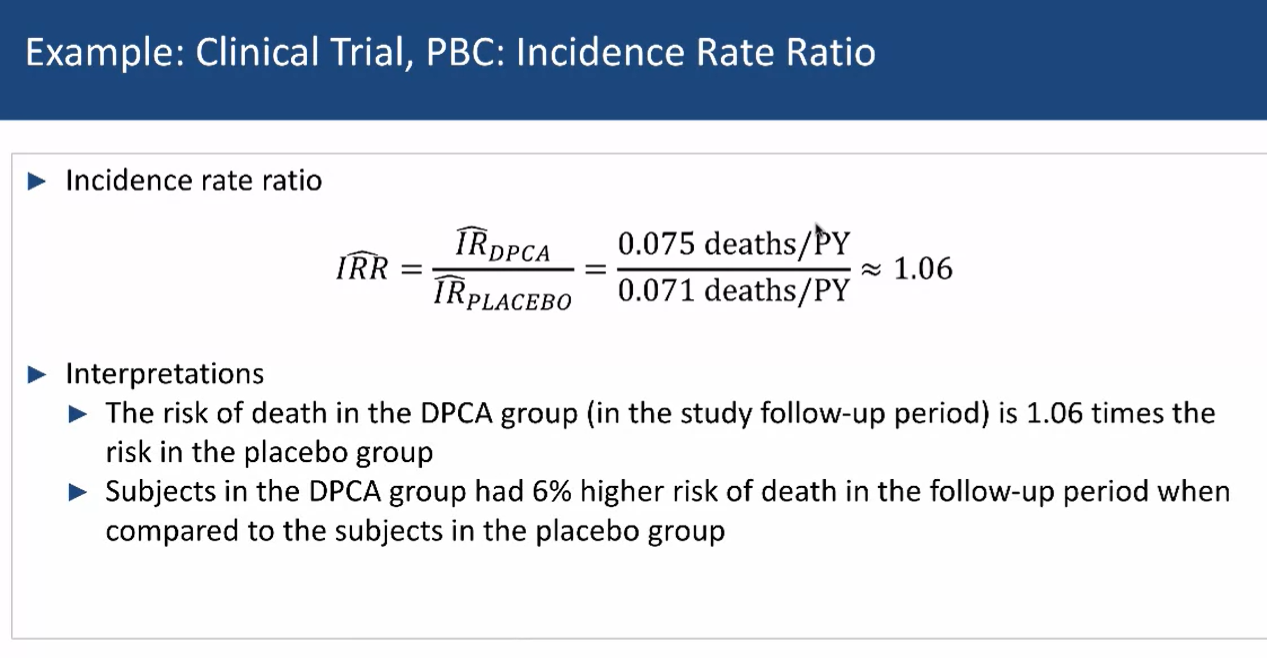 Example: Clinical Trial, PBC: Incidence Rate Ratio
► Incidence rate ratio
$\widehat{IRR} = \frac{\widehat{IR}_{DPCA}}{\widehat{IR}_{PLACEBO}} = \frac{0.075 \text{ deaths/PY}}{0.071 \text{ deaths/PY}} \approx 1.06$
► Interpretations
► The risk of death in the DPCA group (in the study follow-up period) is 1.06 times the
risk in the placebo group
► Subjects in the DPCA group had 6% higher risk of death in the follow-up period when
compared to the subjects in the placebo group